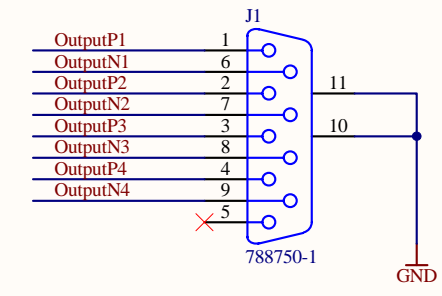 J1
OutputP1 1
OutputN1 6
OutputP2 2 11
OutputN2 7
OutputP3 3 10
OutputN3 8
OutputP4 4
OutputN4 9
5
788750-1
GND